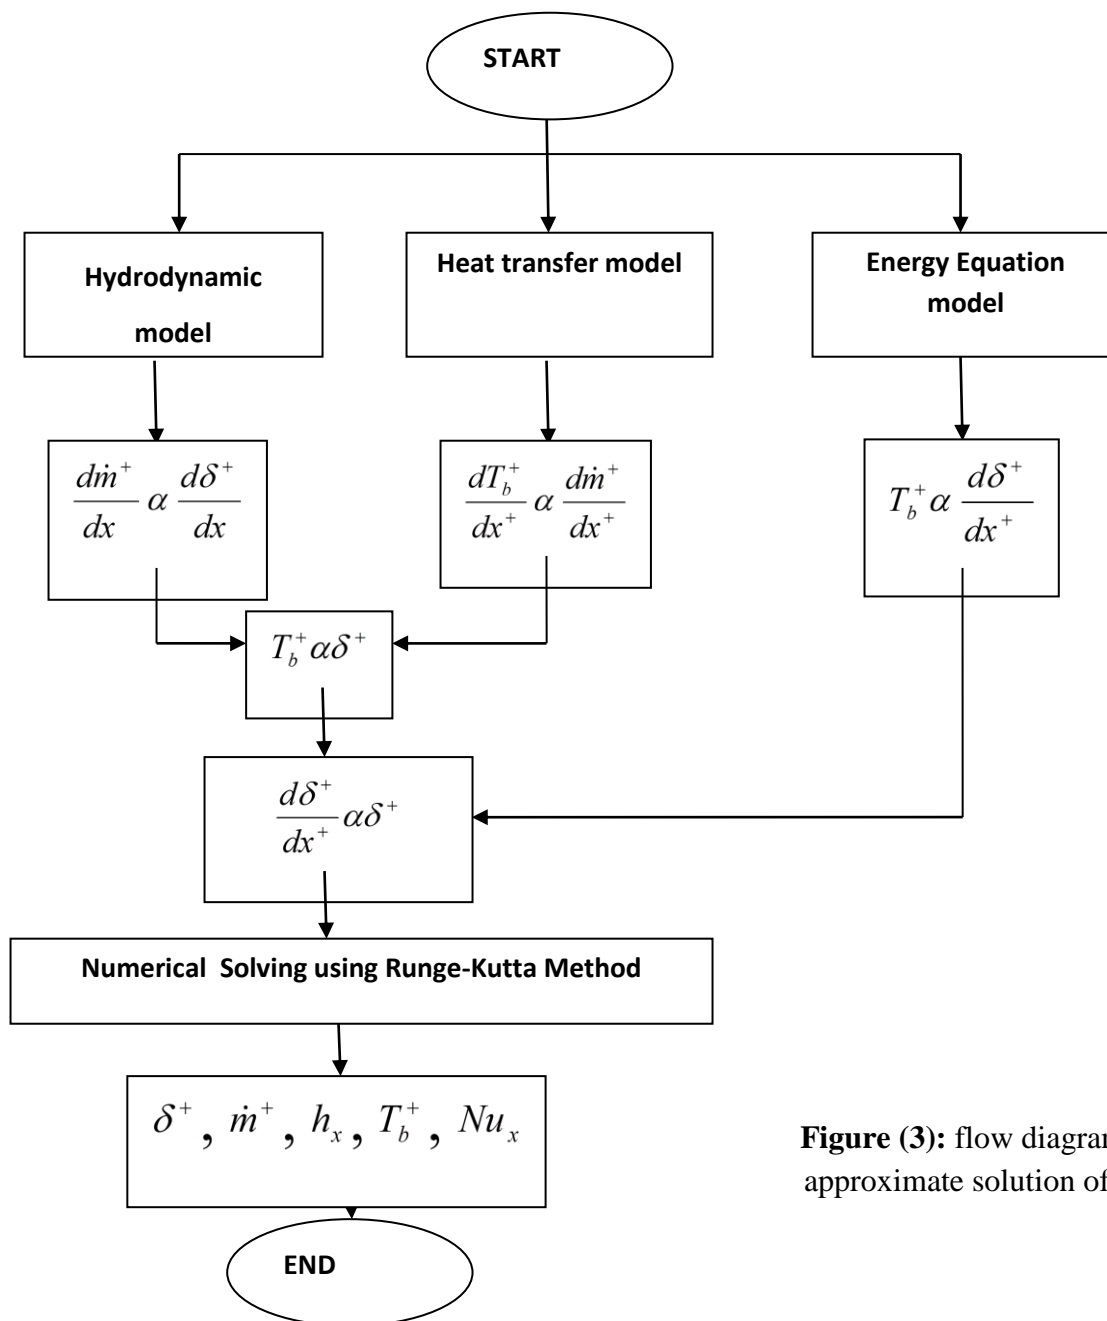 START
Hydrodynamic
model
Heat transfer model
Energy Equation
model
dṁ⁺/dx α dδ⁺/dx
dT_b⁺/dx⁺ α dṁ⁺/dx⁺
T_b⁺ α dδ⁺/dx⁺
T_b⁺ αδ⁺
dδ⁺/dx⁺ αδ⁺
Numerical Solving using Runge-Kutta Method
δ⁺, ṁ⁺, h_x, T_b⁺, Nu_x
Figure (3): flow diagra
approximate solution of
END